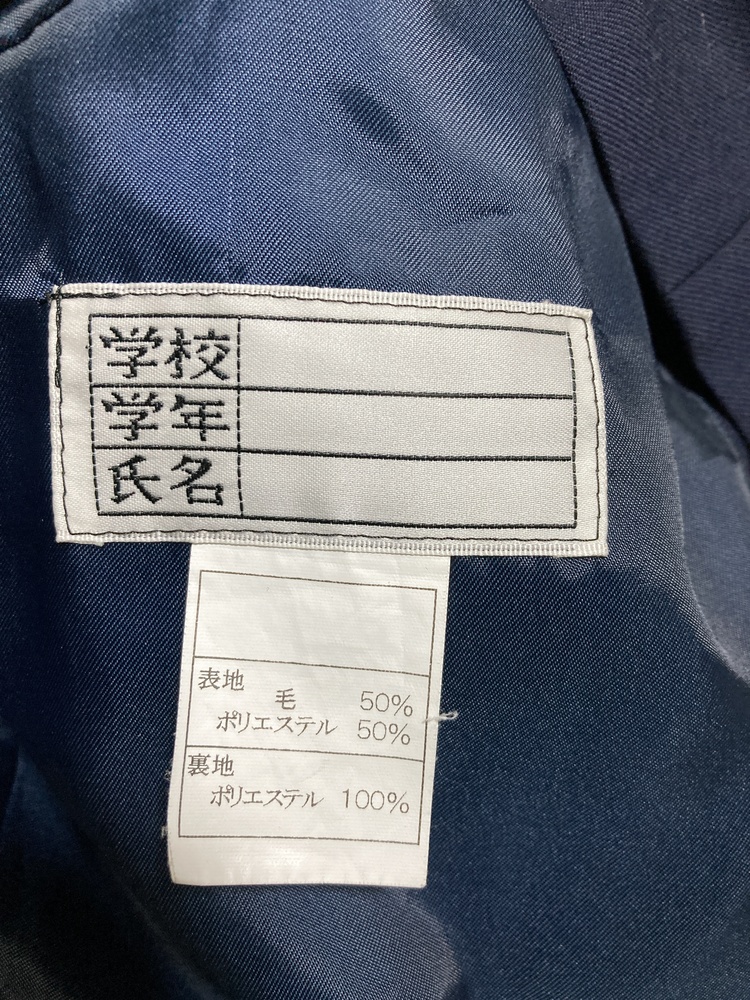 学校
学年
氏名
表地
毛 50%
ポリエステル 50%
裏地
ポリエステル 100%